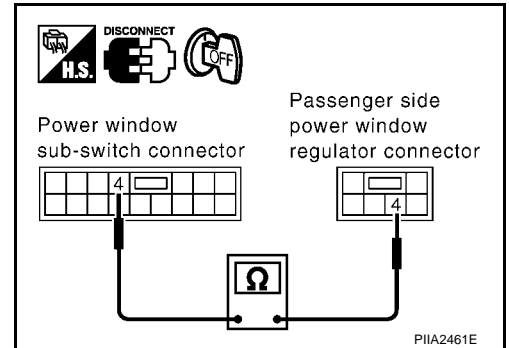 DISCONNECT
H.S.
OFF
Power window
sub-switch connector
Passenger side
power window
regulator connector
4
4
Ω
PIIA2461E